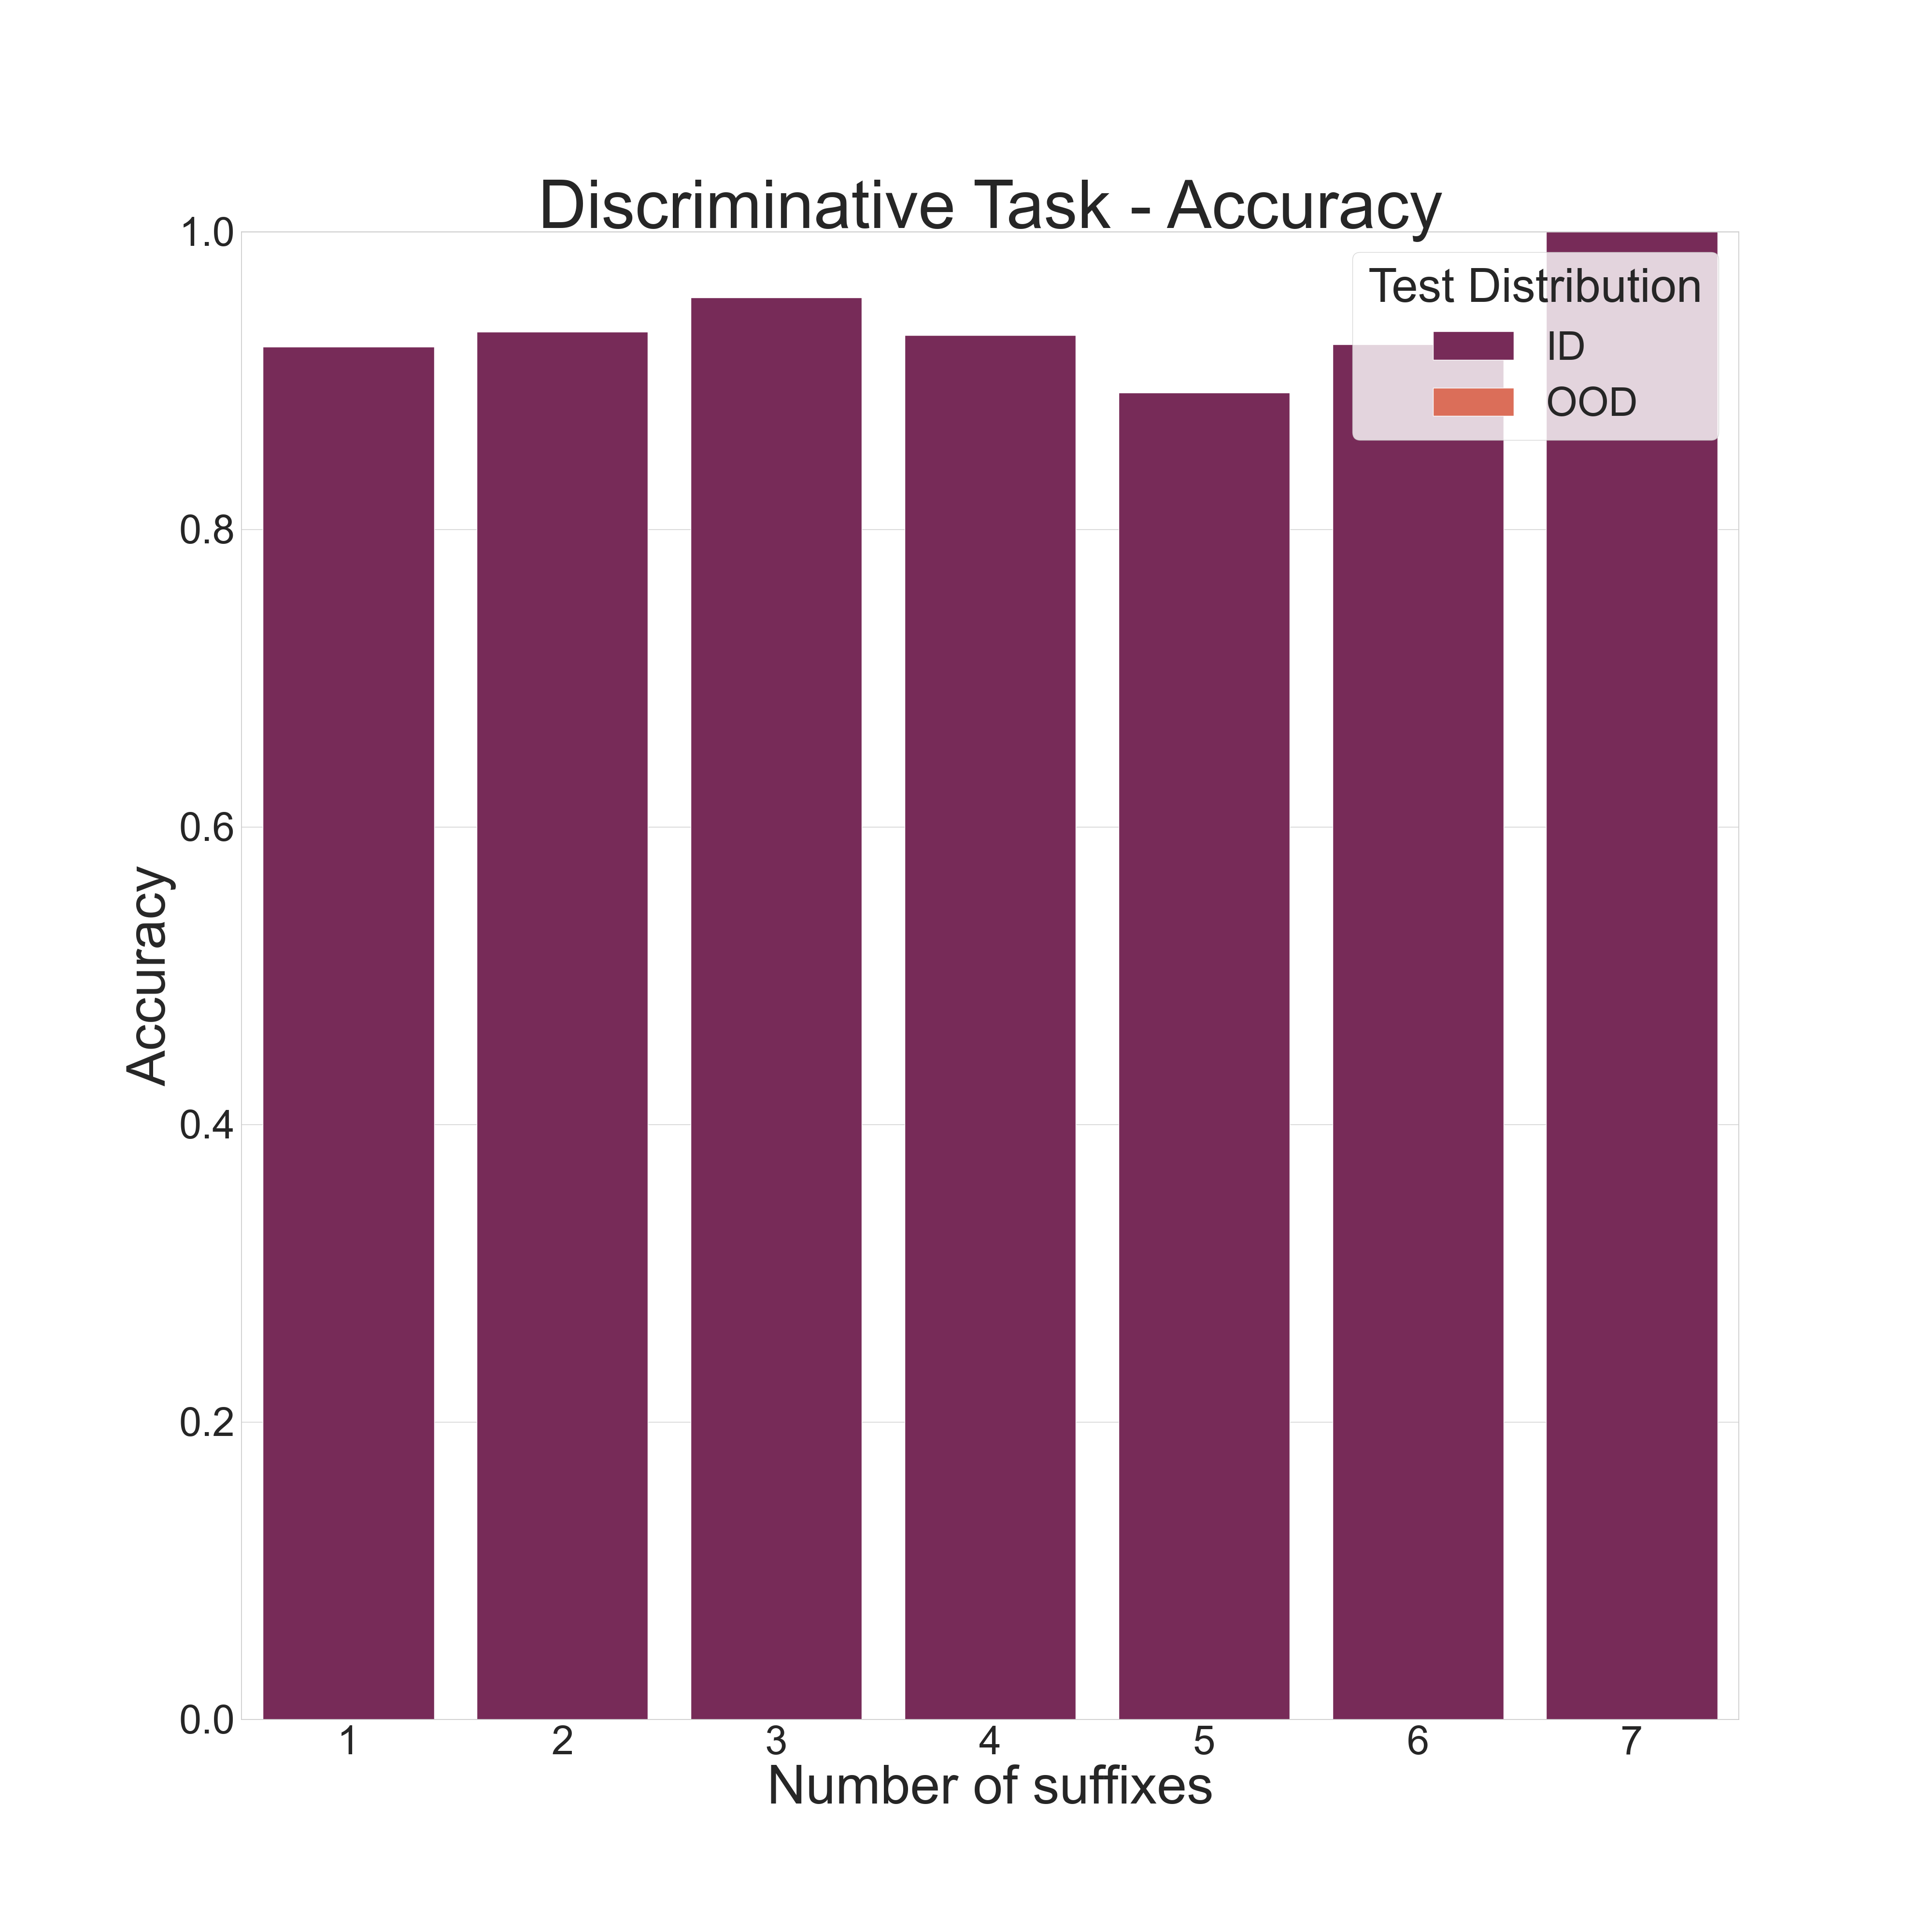 Discriminative Task - Accuracy
Test Distribution
ID
OOD
1.0
0.8
0.6
0.4
0.2
0.0
Accuracy
1 2 3 4 5 6 7
Number of suffixes